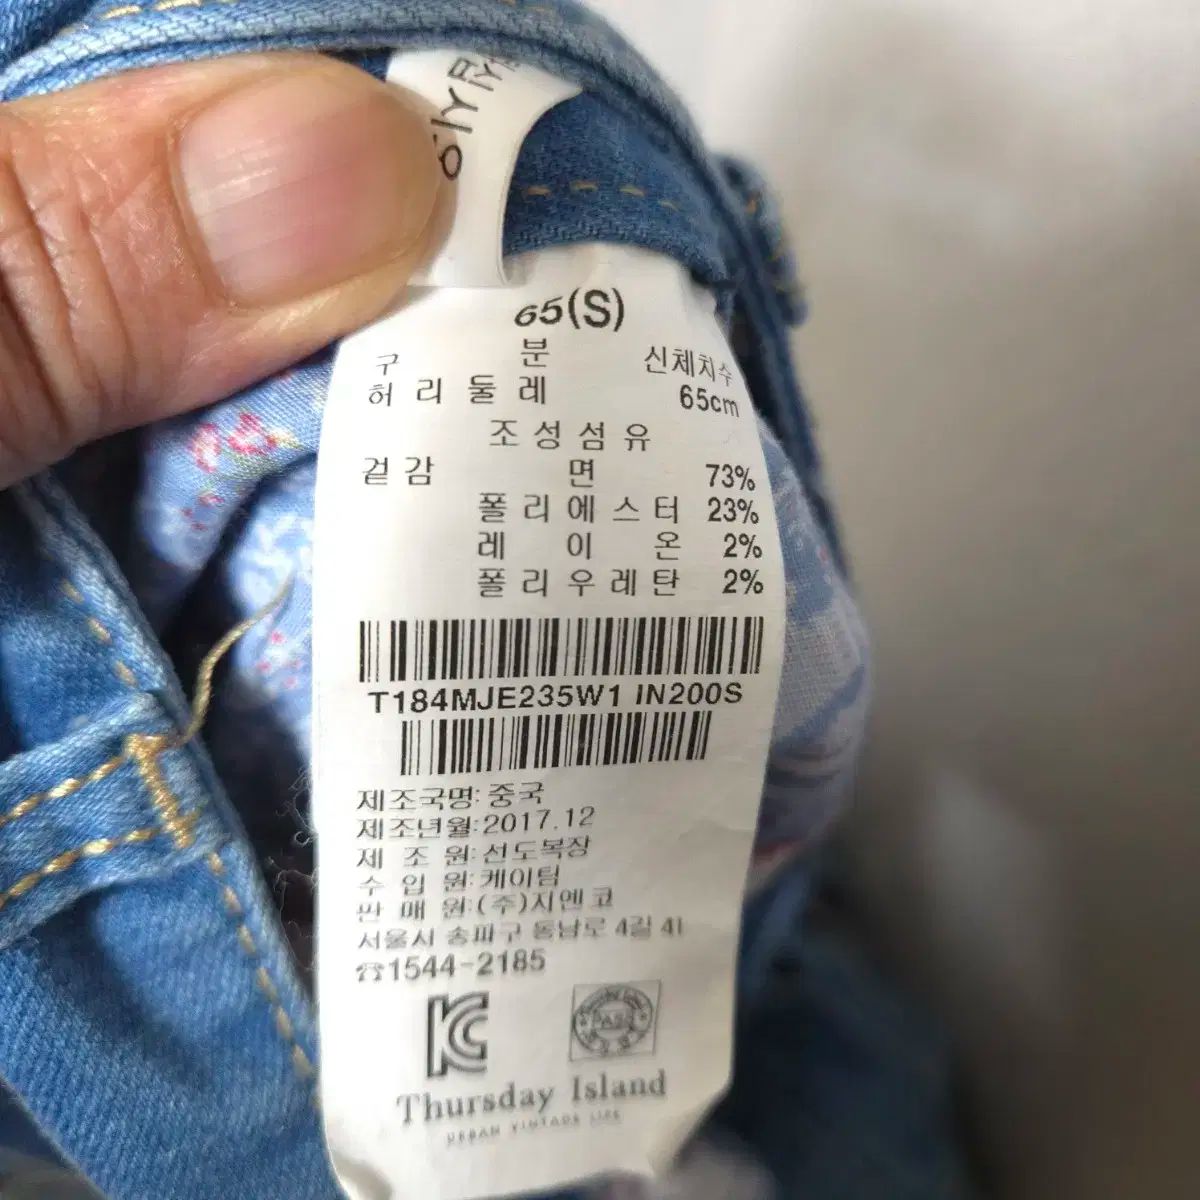 65(S)
구 분 신체치수
허리둘레 65cm
조성섬유
겉감 면 73%
폴리에스터 23%
레이온 2%
폴리우레탄 2%
T184MJE235W1 IN200S
제조국명: 중국
제조년월: 2017.12
제 조 원: 선도복장
수 입 원: 케이팀
판 매 원: (주)지엔코
서울시 송파구 동남로 4길 41
☎1544-2185
Thursday Island
URBAN VINTAGE LIFE